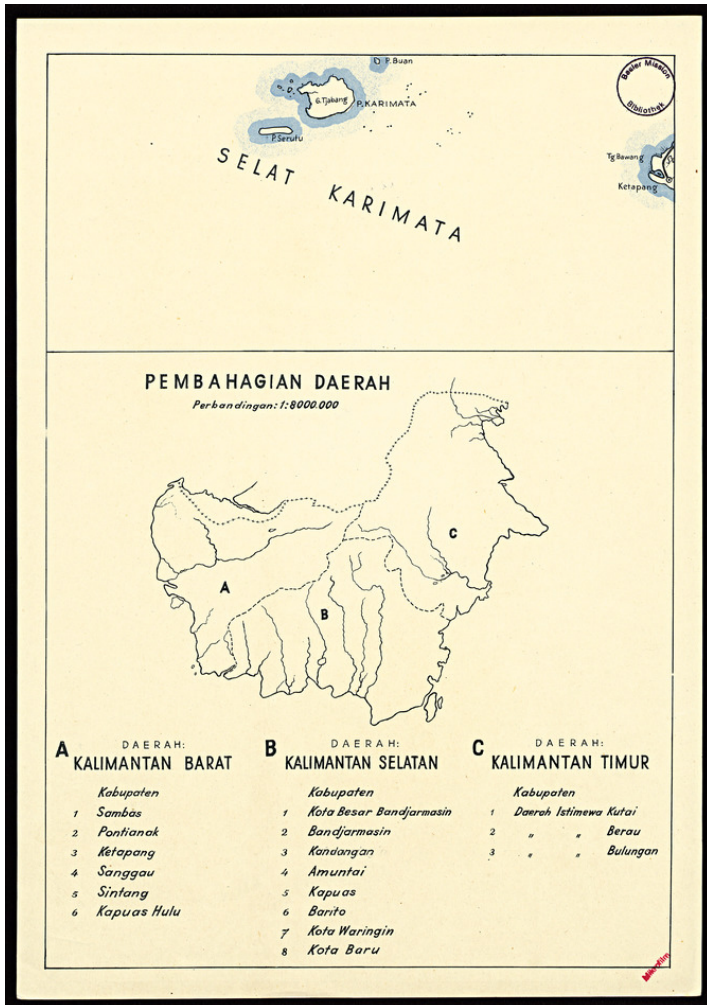 P. Buan
G. Tjabang
P. KARIMATA
P. Serutu
Basler Mission
Bibliothek
Tg Bawang
Ketapang
SELAT KARIMATA
PEMBAHAGIAN DAERAH
Perbandingan: 1:8000.000
A
B
C
A DAERAH:
KALIMANTAN BARAT
Kabupaten
1 Sambas
2 Pontianak
3 Ketapang
4 Sanggau
5 Sintang
6 Kapuas Hulu
B DAERAH:
KALIMANTAN SELATAN
Kabupaten
1 Kota Besar Bandjarmasin
2 Bandjarmasin
3 Kandangan
4 Amuntai
5 Kapuas
6 Barito
7 Kota Waringin
8 Kota Baru
C DAERAH:
KALIMANTAN TIMUR
Kabupaten
1 Daerah Istimewa Kutai
2 „ „ Berau
3 „ „ Bulungan
Mikrofilm